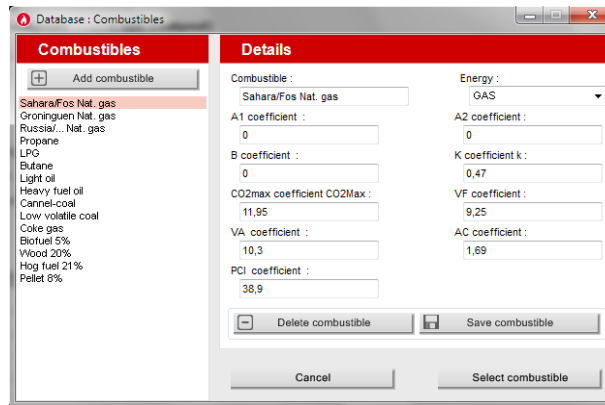 Database : Combustibles
Combustibles
Add combustible
Sahara/Fos Nat. gas
Groninguen Nat. gas
Russia/... Nat. gas
Propane
LPG
Butane
Light oil
Heavy fuel oil
Cannel-coal
Low volatile coal
Coke gas
Biofuel 5%
Wood 20%
Hog fuel 21%
Pellet 8%
Details
Combustible : Energy :
Sahara/Fos Nat. gas GAS
A1 coefficient : A2 coefficient :
0 0
B coefficient : K coefficient k :
0 0,47
CO2max coefficient CO2Max : VF coefficient :
11,95 9,25
VA coefficient : AC coefficient :
10,3 1,69
PCI coefficient :
38,9
Delete combustible Save combustible
Cancel Select combustible